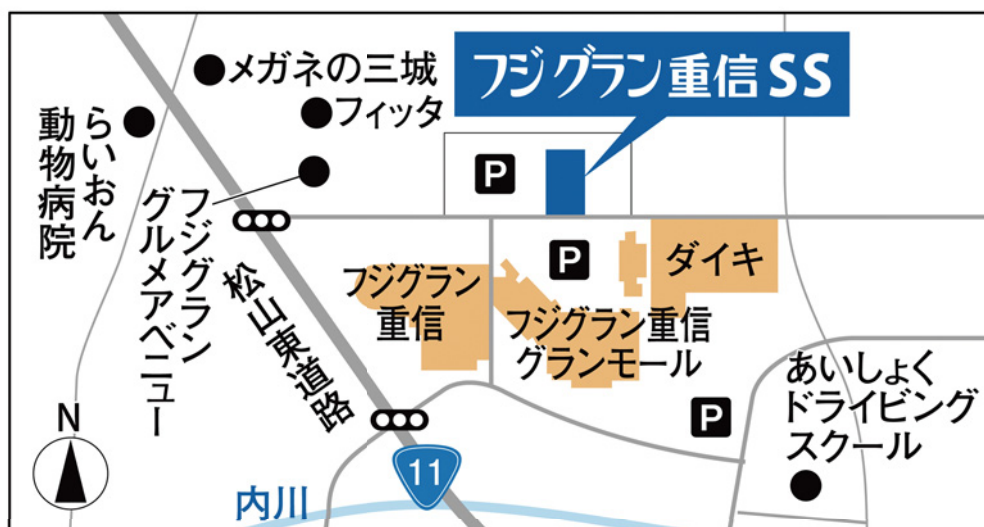 メガネの三城
フィッタ
フジグラン重信SS
らいおん
動物病院
P
フジグラン
グルメアベニュー
P
ダイキ
フジグラン
重信
フジグラン重信
グランモール
松山東道路
あいしょく
ドライビング
スクール
P
N
11
内川